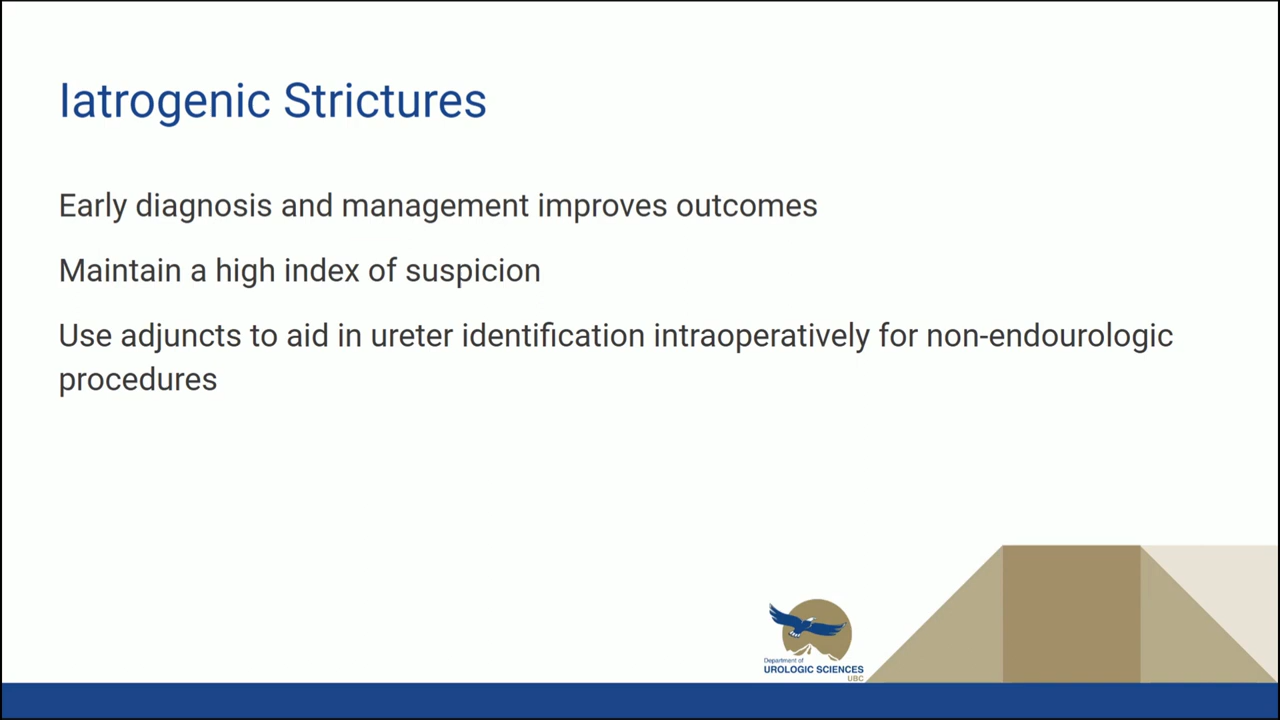 Iatrogenic Strictures
Early diagnosis and management improves outcomes
Maintain a high index of suspicion
Use adjuncts to aid in ureter identification intraoperatively for non-endourologic
procedures
Department of
UROLOGIC SCIENCES
UBC